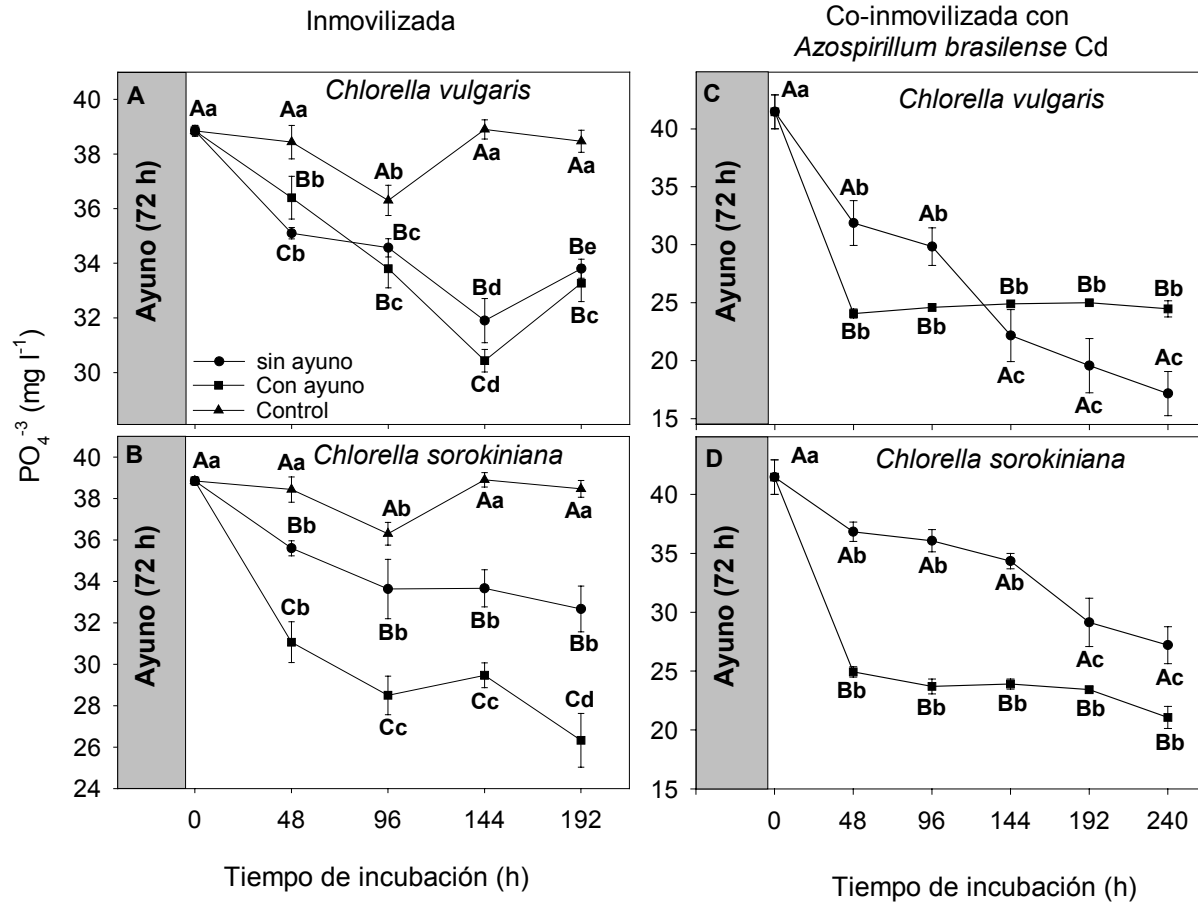 Inmovilizada
Co-inmovilizada con
Azospirillum brasilense Cd
PO4-3 (mg l-1)
A
Chlorella vulgaris
Ayuno (72 h)
40
38
36
34
32
30
Aa
Aa
Ab
Aa
Aa
Bb
Cb
Bc
Bc
Bd
Cd
Be
Bc
sin ayuno
Con ayuno
Control
B
Chlorella sorokiniana
Ayuno (72 h)
40
38
36
34
32
30
28
26
24
Aa
Aa
Ab
Aa
Aa
Bb
Bb
Bb
Bb
Cb
Cc
Cc
Cd
0 48 96 144 192
Tiempo de incubación (h)
C
Chlorella vulgaris
Ayuno (72 h)
40
35
30
25
20
15
Aa
Ab
Ab
Bb
Bb
Bb
Bb
Bb
Ac
Ac
Ac
D
Chlorella sorokiniana
Ayuno (72 h)
45
40
35
30
25
20
15
Aa
Ab
Ab
Ab
Ac
Ac
Bb
Bb
Bb
Bb
Bb
0 48 96 144 192 240
Tiempo de incubación (h)